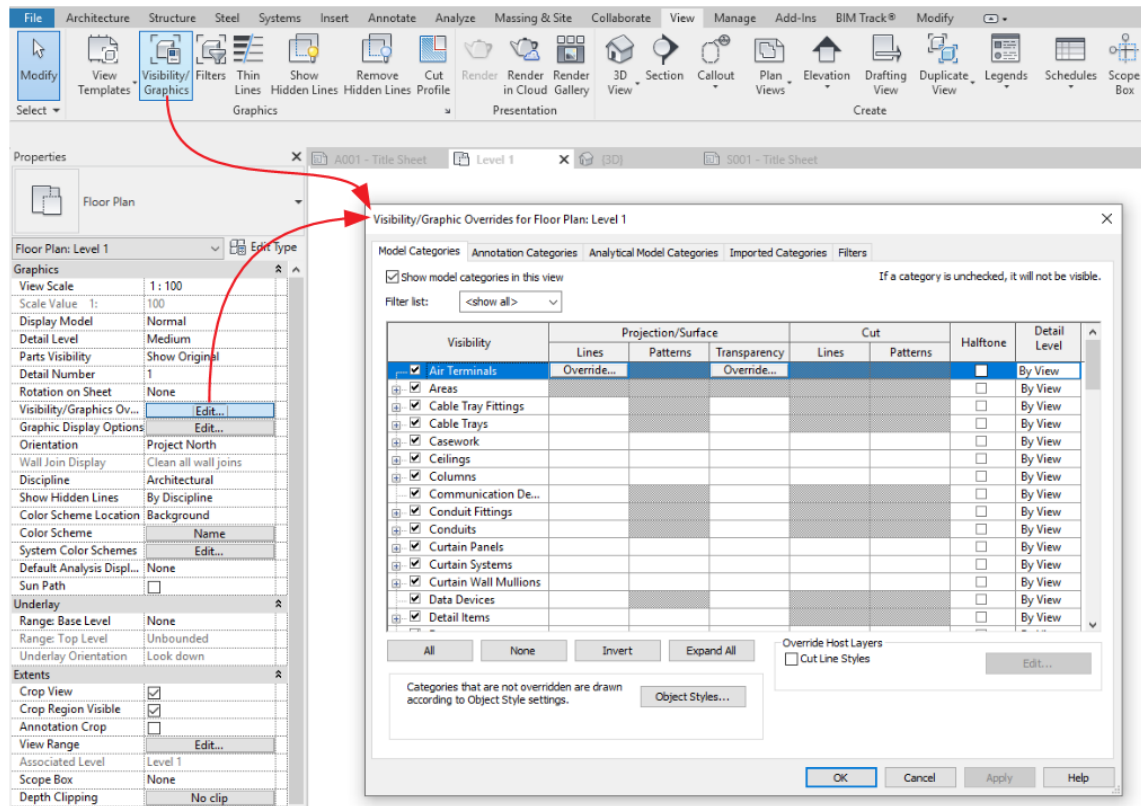 File Architecture Structure Steel Systems Insert Annotate Analyze Massing & Site Collaborate View Manage Add-Ins BIM Track® Modify
Modify View Visibility/ Filters Thin Show Remove Cut Render Render Render 3D Section Callout Plan Elevation Drafting Duplicate Legends Schedules Scope
Templates Graphics Lines Hidden Lines Hidden Lines Profile in Cloud Gallery View Views View View Box
Select Graphics Presentation Create
Properties
A001 - Title Sheet Level 1 {3D} S001 - Title Sheet
Floor Plan
Floor Plan: Level 1 Edit Type
Graphics
View Scale 1 : 100
Scale Value 1: 100
Display Model Normal
Detail Level Medium
Parts Visibility Show Original
Detail Number 1
Rotation on Sheet None
Visibility/Graphics Ov... Edit...
Graphic Display Options Edit...
Orientation Project North
Wall Join Display Clean all wall joins
Discipline Architectural
Show Hidden Lines By Discipline
Color Scheme Location Background
Color Scheme Name
System Color Schemes Edit...
Default Analysis Displ... None
Sun Path
Underlay
Range: Base Level None
Range: Top Level Unbounded
Underlay Orientation Look down
Extents
Crop View
Crop Region Visible
Annotation Crop
View Range Edit...
Associated Level Level 1
Scope Box None
Depth Clipping No clip
Visibility/Graphic Overrides for Floor Plan: Level 1
Model Categories Annotation Categories Analytical Model Categories Imported Categories Filters
Show model categories in this view If a category is unchecked, it will not be visible.
Filter list: <show all>
Visibility Projection/Surface Cut Halftone Detail Level
Lines Patterns Transparency Lines Patterns
Air Terminals Override... Override... By View
Areas By View
Cable Tray Fittings By View
Cable Trays By View
Casework By View
Ceilings By View
Columns By View
Communication De... By View
Conduit Fittings By View
Conduits By View
Curtain Panels By View
Curtain Systems By View
Curtain Wall Mullions By View
Data Devices By View
Detail Items By View
All None Invert Expand All
Override Host Layers
Cut Line Styles Edit...
Categories that are not overridden are drawn
according to Object Style settings.
Object Styles...
OK Cancel Apply Help